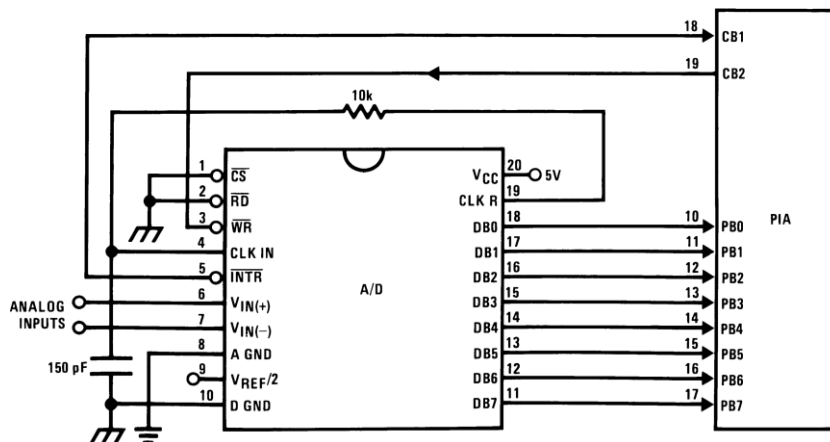 18 CB1
19 CB2
10k
1 CS
20 VCC 5V
2 RD
19 CLK R
3 WR
18 DB0 10 PB0
PIA
4 CLK IN
17 DB1 11 PB1
5 INTR
16 DB2 12 PB2
A/D
ANALOG INPUTS
6 VIN(+)
15 DB3 13 PB3
7 VIN(−)
14 DB4 14 PB4
8 A GND
13 DB5 15 PB5
150 pF
9 VREF/2
12 DB6 16 PB6
10 D GND
11 DB7 17 PB7